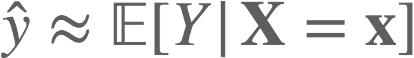 ŷ ≈ 𝔼[Y|𝐗 = 𝐱]